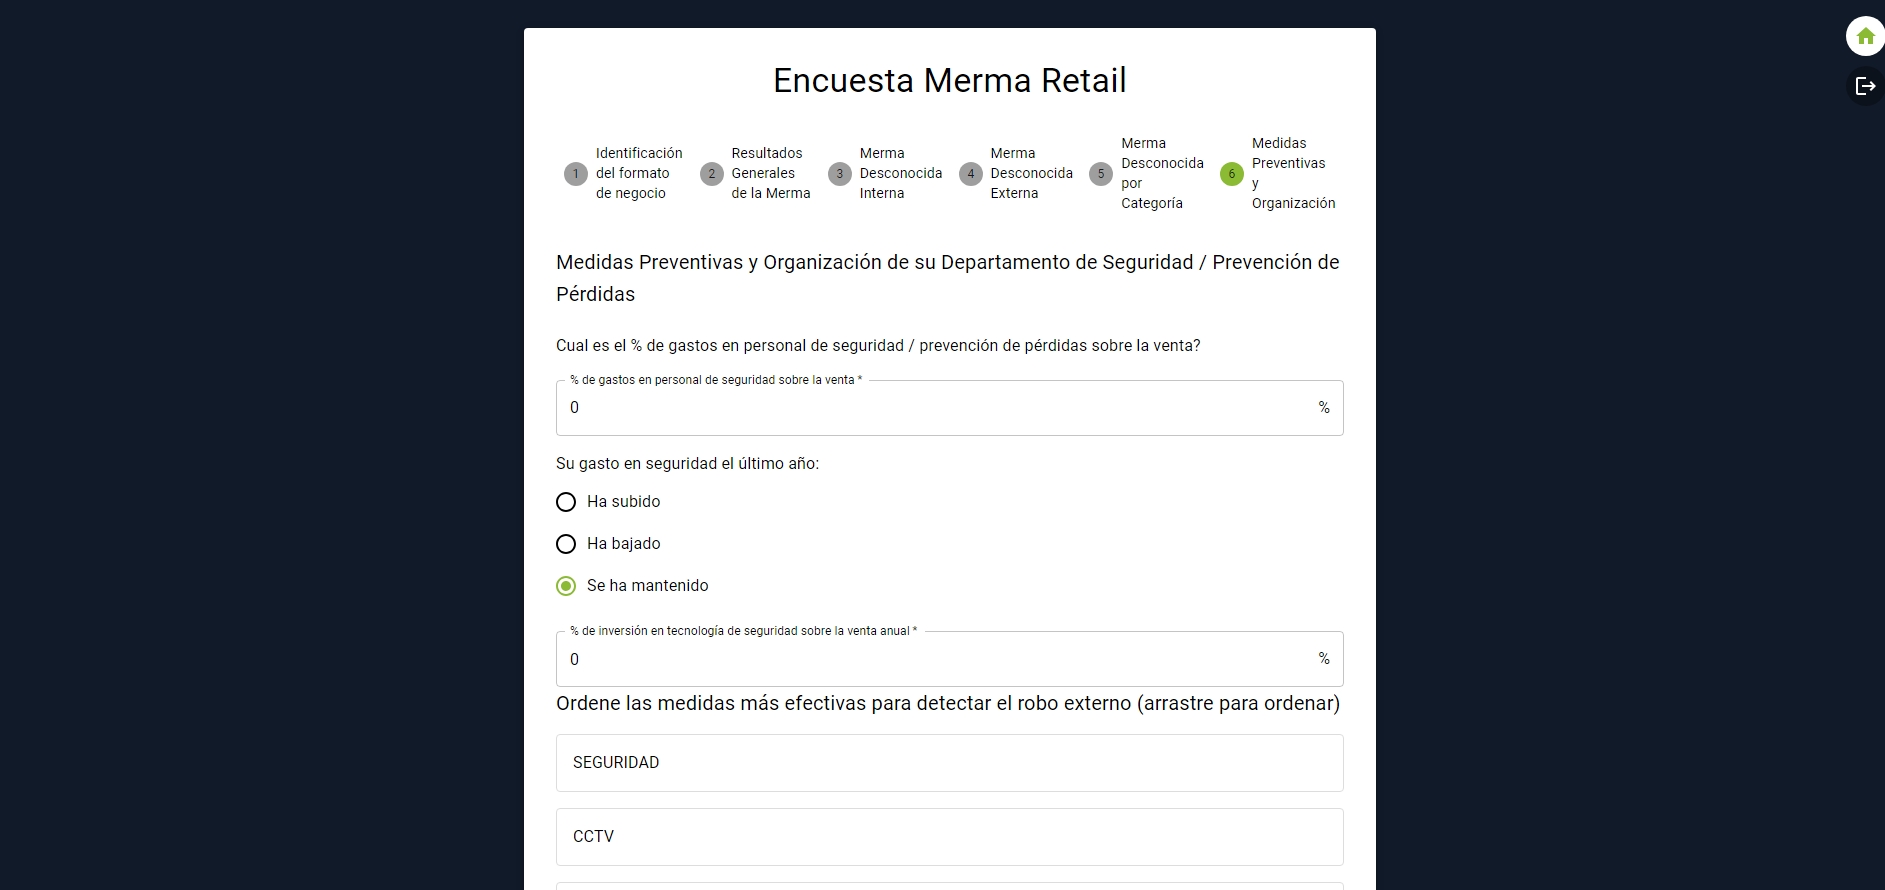 Encuesta Merma Retail
1 Identificación del formato de negocio
2 Resultados Generales de la Merma
3 Merma Desconocida Interna
4 Merma Desconocida Externa
5 Merma Desconocida por Categoría
6 Medidas Preventivas y Organización
Medidas Preventivas y Organización de su Departamento de Seguridad / Prevención de
Pérdidas
Cual es el % de gastos en personal de seguridad / prevención de pérdidas sobre la venta?
% de gastos en personal de seguridad sobre la venta *
0 %
Su gasto en seguridad el último año:
Ha subido
Ha bajado
Se ha mantenido
% de inversión en tecnología de seguridad sobre la venta anual *
0 %
Ordene las medidas más efectivas para detectar el robo externo (arrastre para ordenar)
SEGURIDAD
CCTV